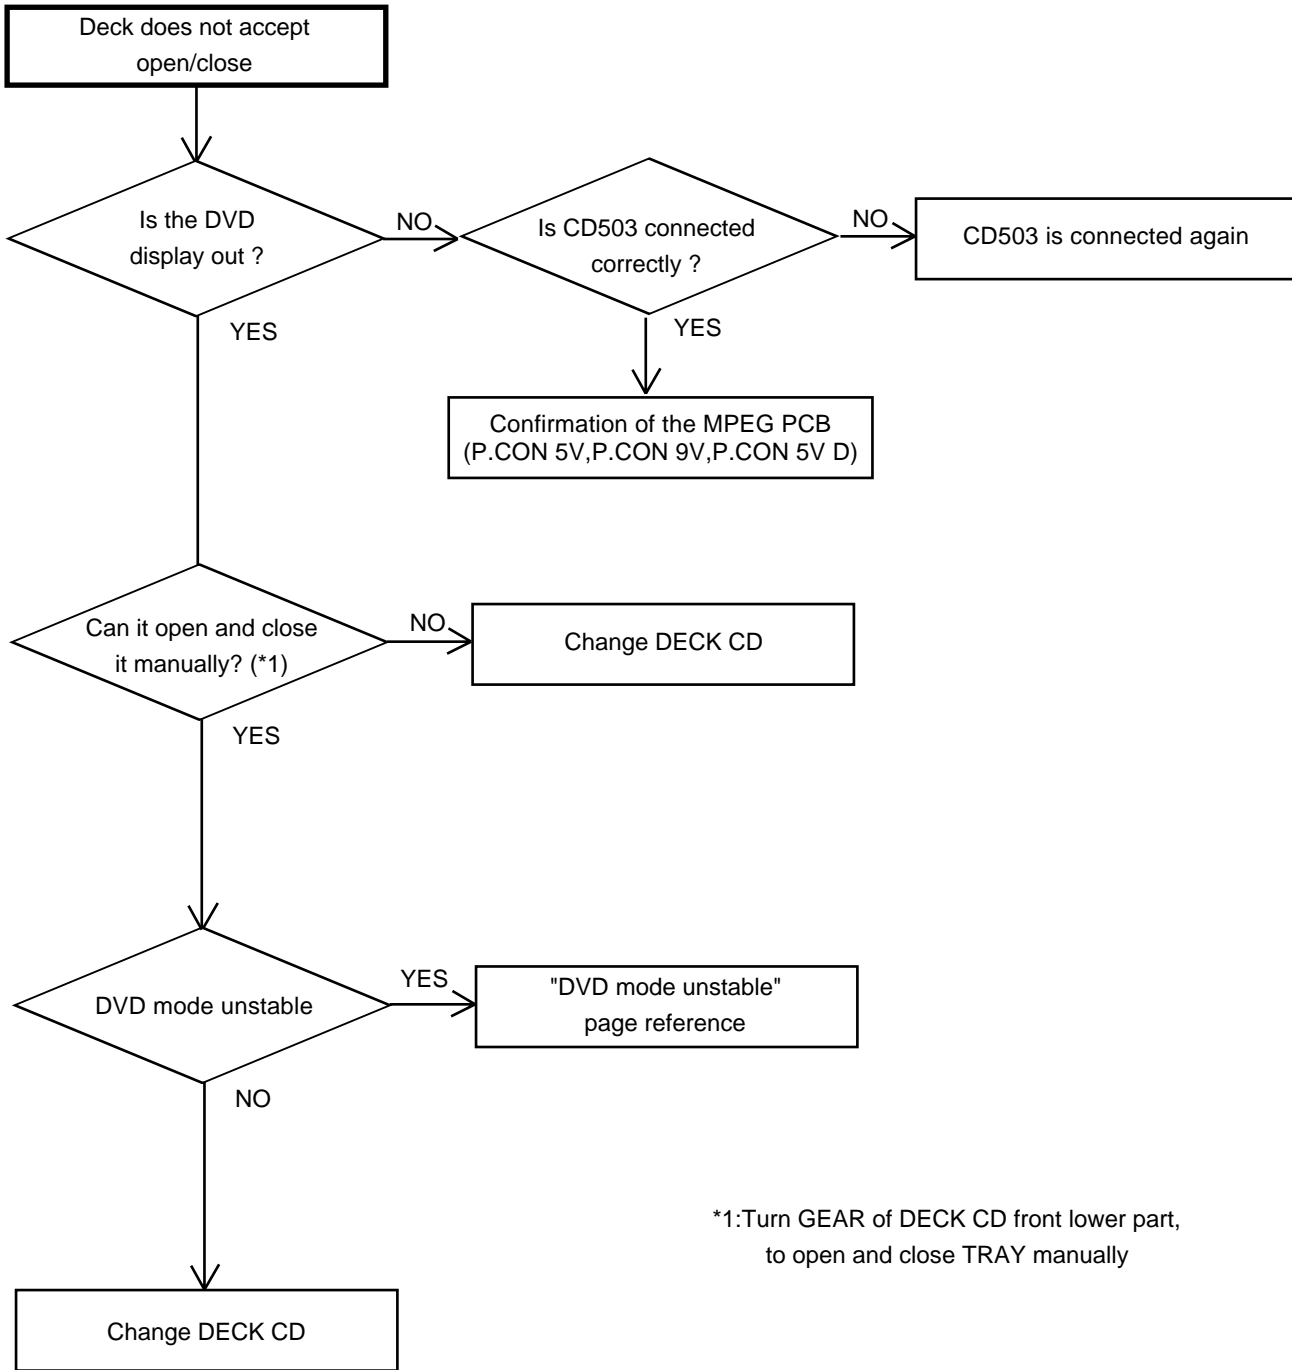 Deck does not accept
open/close
Is the DVD
display out ?
NO
Is CD503 connected
correctly ?
NO
CD503 is connected again
YES
YES
Confirmation of the MPEG PCB
(P.CON 5V,P.CON 9V,P.CON 5V D)
Can it open and close
it manually? (*1)
NO
Change DECK CD
YES
DVD mode unstable
YES
"DVD mode unstable"
page reference
NO
*1:Turn GEAR of DECK CD front lower part,
to open and close TRAY manually
Change DECK CD